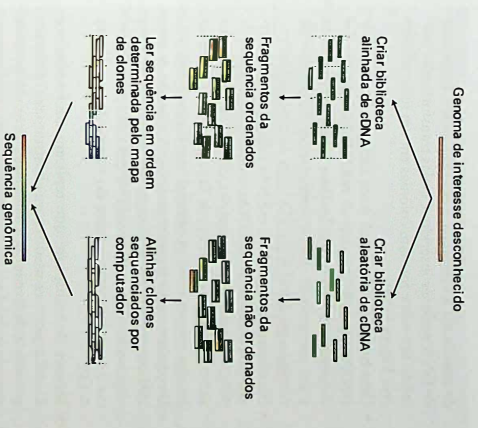 Genoma de interesse desconhecido
Criar biblioteca
alinhada de cDNA
Fragmentos da
sequência ordenados
Ler sequência em ordem
determinada pelo mapa
de clones
Criar biblioteca
aleatória de cDNA
Fragmentos da
sequência não ordenados
Alinhar clones
sequenciados por
computador
Sequência genômica